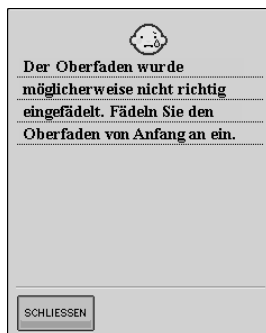 Der Oberfaden wurde
möglicherweise nicht richtig
eingefädelt. Fädeln Sie den
Oberfaden von Anfang an ein.
SCHLIESSEN